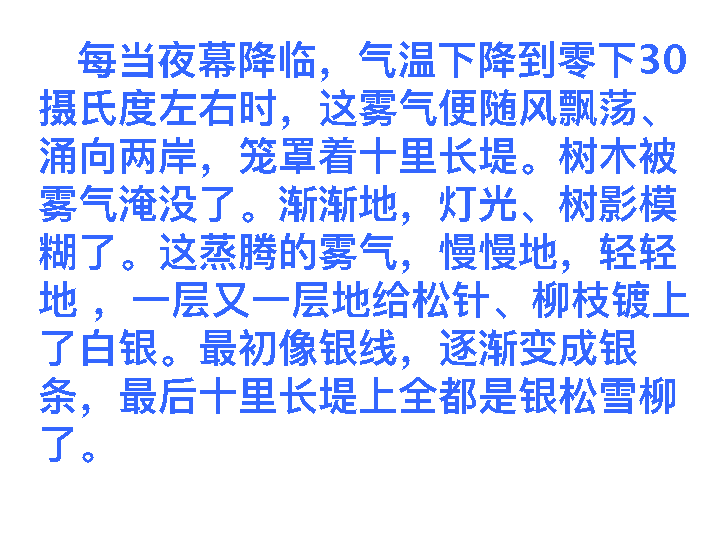 每当夜幕降临，气温下降到零下30
摄氏度左右时，这雾气便随风飘荡、
涌向两岸，笼罩着十里长堤。树木被
雾气淹没了。渐渐地，灯光、树影模
糊了。这蒸腾的雾气，慢慢地，轻轻
地 ，一层又一层地给松针、柳枝镀上
了白银。最初像银线，逐渐变成银
条，最后十里长堤上全都是银松雪柳
了。